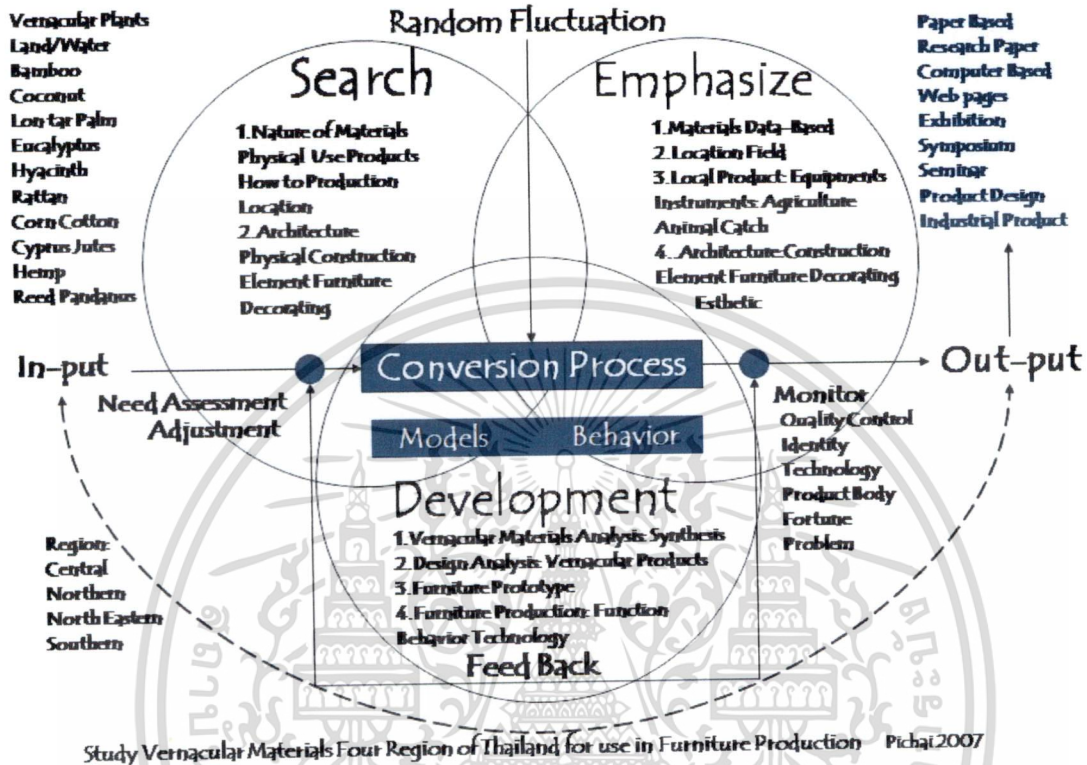 Random Fluctuation
Vernacular Plants
Land/Water
Bamboo
Coconut
Lontar Palm
Eucalyptus
Hyacinth
Rattan
Corn Cotton
Cyprus Jutes
Hemp
Reed Pandanus
Search
1.Nature of Materials
Physical Use Products
How to Production
Location
2.Architecture
Physical Construction
Element Furniture
Decorating
Emphasize
1.Materials Data-Based
2.Location Field
3.Local Product: Equipments
Instruments: Agriculture
Animal Catch
4..Architecture:Construction
Element Furniture Decorating
Esthetic
Paper Based
Research Paper
Computer Based
Web pages
Exhibition
Symposium
Seminar
Product Design
Industrial Product
In-put
Conversion Process
Out-put
Need Assessment
Adjustment
Models Behavior
Monitor
Quality Control
Identity
Technology
Product Body
Fortune
Problem
Development
1.Vernacular Materials Analysis: Synthesis
2.Design Analysis: Vernacular Products
3.Furniture Prototype
4.Furniture Production: Function
Behavior Technology
Feed Back
Region:
Central
Northern
North Eastern
Southern
Study Vernacular Materials Four Region of Thailand for use in Furniture Production Pichai 2007